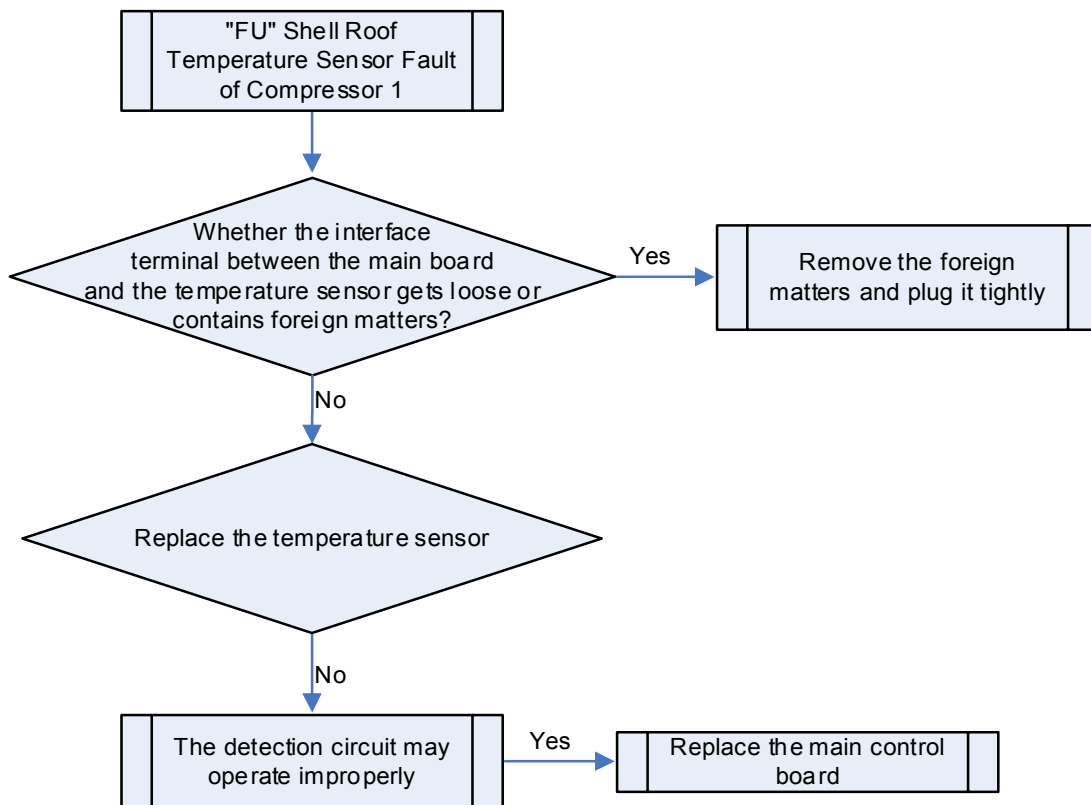 "FU" Shell Roof
Temperature Sensor Fault
of Compressor 1
Whether the interface
terminal between the main board
and the temperature sensor gets loose or
contains foreign matters?
Yes
Remove the foreign
matters and plug it tightly
No
Replace the temperature sensor
No
The detection circuit may
operate improperly
Yes
Replace the main control
board